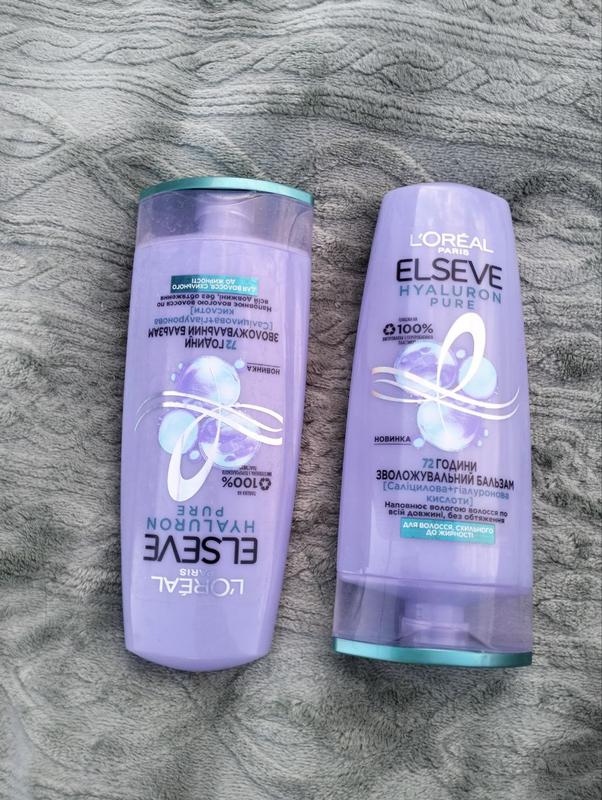 L'ORÉAL
PARIS
ELSEVE
HYALURON
PURE
100%
НОВИНКА
72 ГОДИНИ
ЗВОЛОЖУВАЛЬНИЙ БАЛЬЗАМ
[Саліцилова+гіалуронова
кислоти]
Наповнює вологою волосся по
всій довжині, без обтяження
ДЛЯ ВОЛОССЯ, СХИЛЬНОГО
ДО ЖИРНОСТІ
L'ORÉAL
PARIS
ELSEVE
HYALURON
PURE
100%
НОВИНКА
72 ГОДИНИ
ЗВОЛОЖУВАЛЬНИЙ БАЛЬЗАМ
[Саліцилова+гіалуронова
кислоти]
Наповнює вологою волосся по
всій довжині, без обтяження
ДЛЯ ВОЛОССЯ, СХИЛЬНОГО
ДО ЖИРНОСТІ